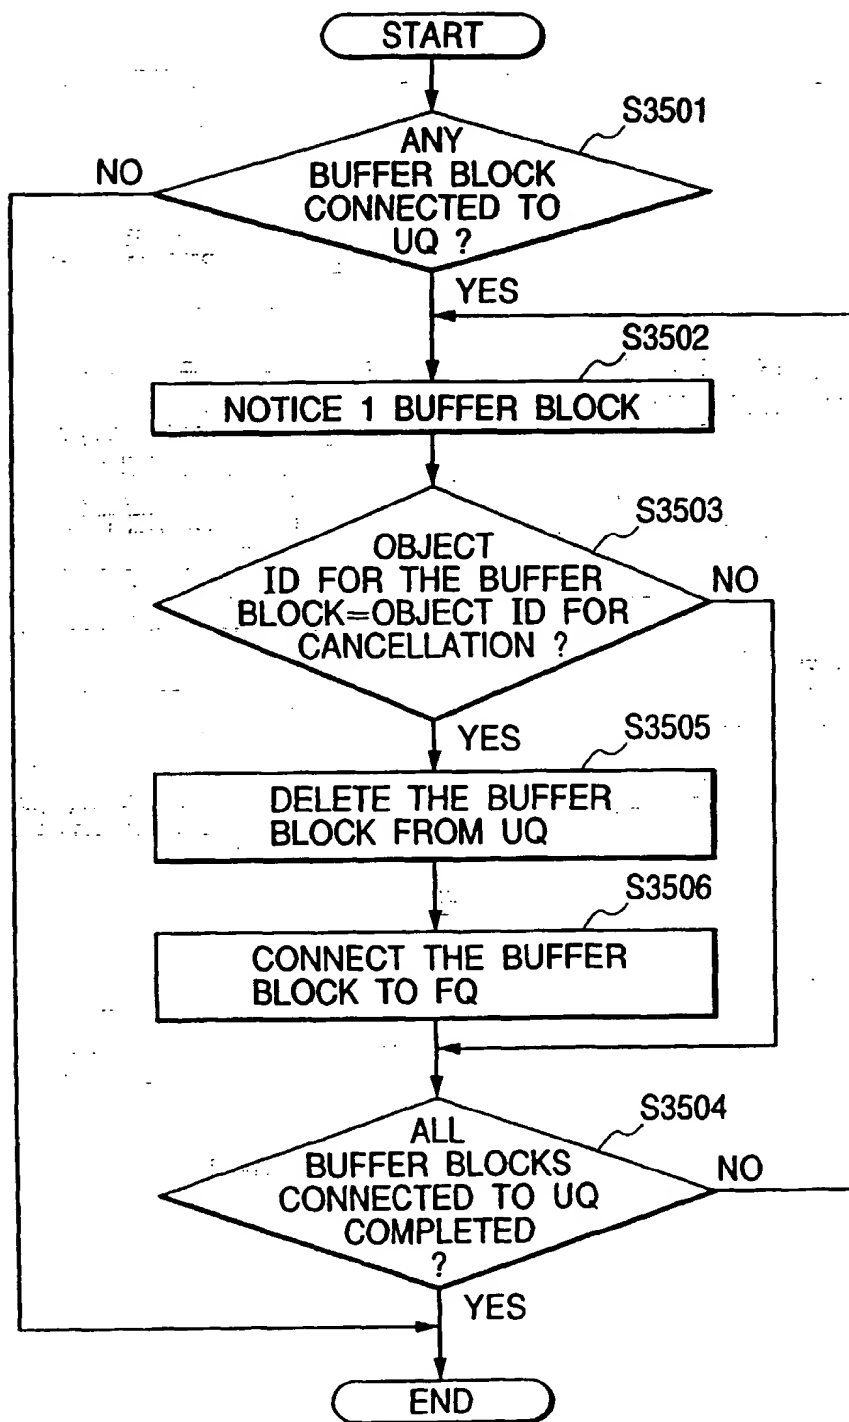 START
S3501
ANY
BUFFER BLOCK
CONNECTED TO
UQ ?
NO
YES
S3502
NOTICE 1 BUFFER BLOCK
S3503
OBJECT
ID FOR THE BUFFER
BLOCK=OBJECT ID FOR
CANCELLATION ?
NO
YES
S3505
DELETE THE BUFFER
BLOCK FROM UQ
S3506
CONNECT THE BUFFER
BLOCK TO FQ
S3504
ALL
BUFFER BLOCKS
CONNECTED TO UQ
COMPLETED
?
NO
YES
END